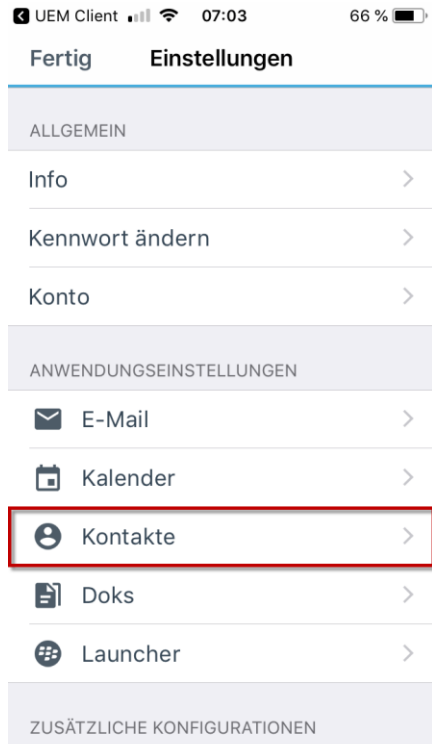 UEM Client 07:03 66 %
Fertig Einstellungen
ALLGEMEIN
Info
Kennwort ändern
Konto
ANWENDUNGSEINSTELLUNGEN
E-Mail
Kalender
Kontakte
Doks
Launcher
ZUSÄTZLICHE KONFIGURATIONEN